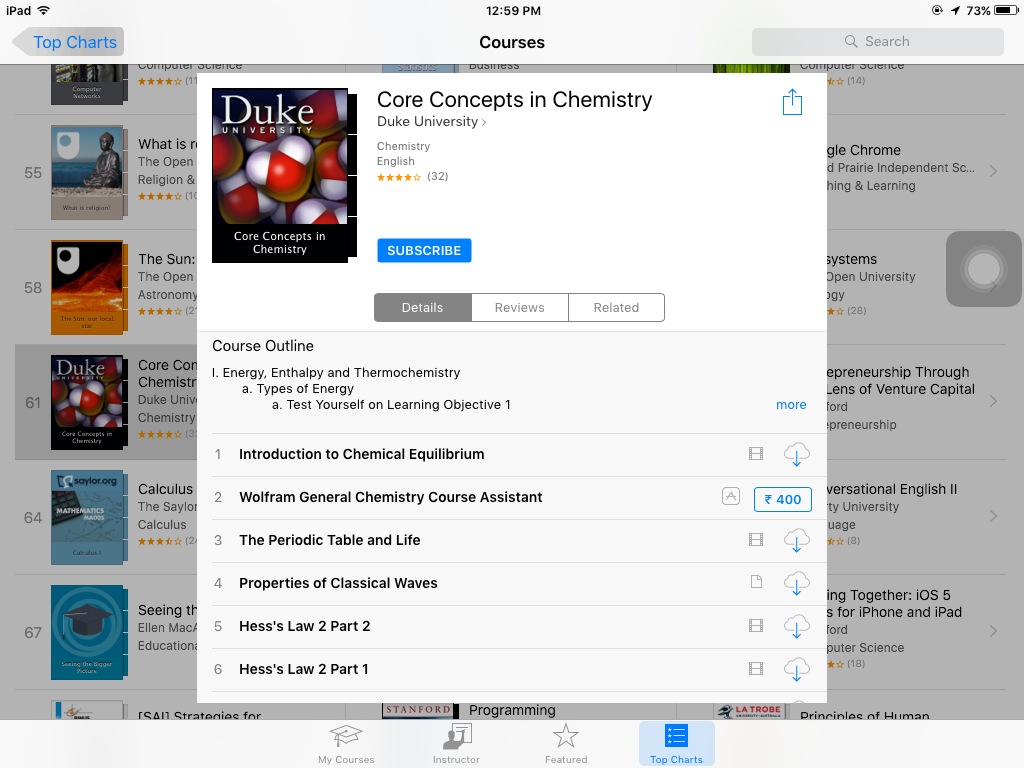 iPad
12:59 PM
73%
Top Charts
Courses
Search
Computer Science
Computer
Networks
Statistics
Business
Computer Science
(14)
55
What is religion?
What is r
The Open
Religion &
gle Chrome
d Prairie Independent Sc...
hing & Learning
58
The Sun: our local
star
The Sun:
The Open
Astronomy
ystems
Open University
ogy
(28)
61
Duke
UNIVERSITY
Core Concepts in
Chemistry
Core Con
Chemistr
Duke Univ
Chemistry
epreneurship Through
Lens of Venture Capital
ford
epreneurship
64
saylor.org
MATHEMATICS
MA005
Calculus I
Calculus
The Saylor
Calculus
versational English II
rty University
uage
(8)
67
Seeing the Bigger
Picture
Seeing th
Ellen MacA
Educationa
ing Together: iOS 5
s for iPhone and iPad
ford
puter Science
(18)
[SAI] Strategies for
STANFORD
Programming
LA TROBE
UNIVERSITY-AUSTRALIA
Principles of Human
Duke
UNIVERSITY
Core Concepts in
Chemistry
Core Concepts in Chemistry
Duke University >
Chemistry
English
(32)
SUBSCRIBE
Details
Reviews
Related
Course Outline
I. Energy, Enthalpy and Thermochemistry
a. Types of Energy
a. Test Yourself on Learning Objective 1
more
1 Introduction to Chemical Equilibrium
2 Wolfram General Chemistry Course Assistant
₹ 400
3 The Periodic Table and Life
4 Properties of Classical Waves
5 Hess's Law 2 Part 2
6 Hess's Law 2 Part 1
My Courses
Instructor
Featured
Top Charts